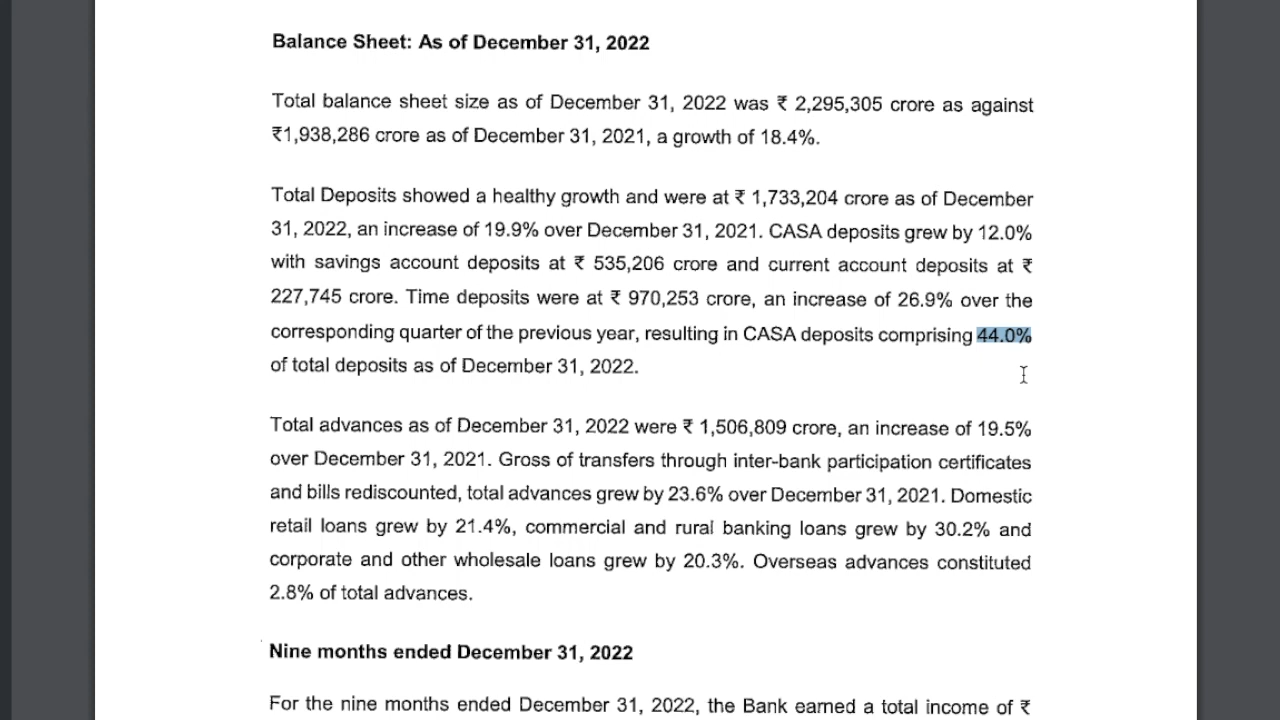 Balance Sheet: As of December 31, 2022
Total balance sheet size as of December 31, 2022 was ₹ 2,295,305 crore as against
₹1,938,286 crore as of December 31, 2021, a growth of 18.4%.
Total Deposits showed a healthy growth and were at ₹ 1,733,204 crore as of December
31, 2022, an increase of 19.9% over December 31, 2021. CASA deposits grew by 12.0%
with savings account deposits at ₹ 535,206 crore and current account deposits at ₹
227,745 crore. Time deposits were at ₹ 970,253 crore, an increase of 26.9% over the
corresponding quarter of the previous year, resulting in CASA deposits comprising 44.0%
of total deposits as of December 31, 2022.
Total advances as of December 31, 2022 were ₹ 1,506,809 crore, an increase of 19.5%
over December 31, 2021. Gross of transfers through inter-bank participation certificates
and bills rediscounted, total advances grew by 23.6% over December 31, 2021. Domestic
retail loans grew by 21.4%, commercial and rural banking loans grew by 30.2% and
corporate and other wholesale loans grew by 20.3%. Overseas advances constituted
2.8% of total advances.
Nine months ended December 31, 2022
For the nine months ended December 31, 2022, the Bank earned a total income of ₹